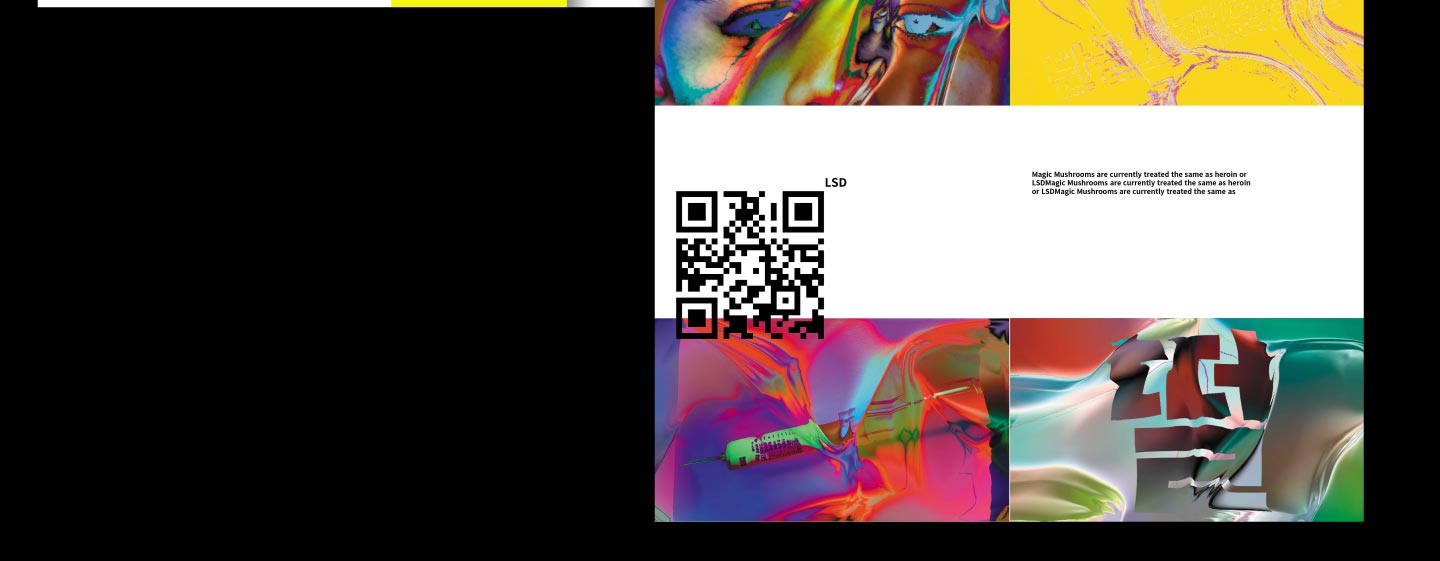 LSD
Magic Mushrooms are currently treated the same as heroin or
LSDMagic Mushrooms are currently treated the same as heroin
or LSDMagic Mushrooms are currently treated the same as